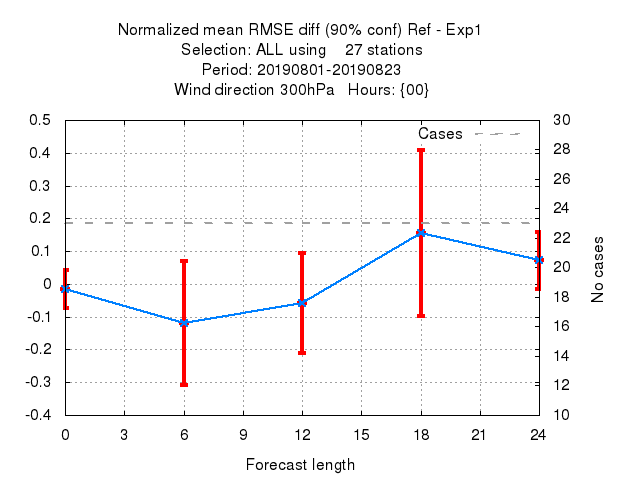 Normalized mean RMSE diff (90% conf) Ref - Exp1
Selection: ALL using    27 stations
Period: 20190801-20190823
Wind direction 300hPa   Hours: {00}
0.5
0.4
0.3
0.2
0.1
0
-0.1
-0.2
-0.3
-0.4
Cases
30
28
26
24
22
20
18
16
14
12
10
No cases
0 3 6 9 12 15 18 21 24
Forecast length